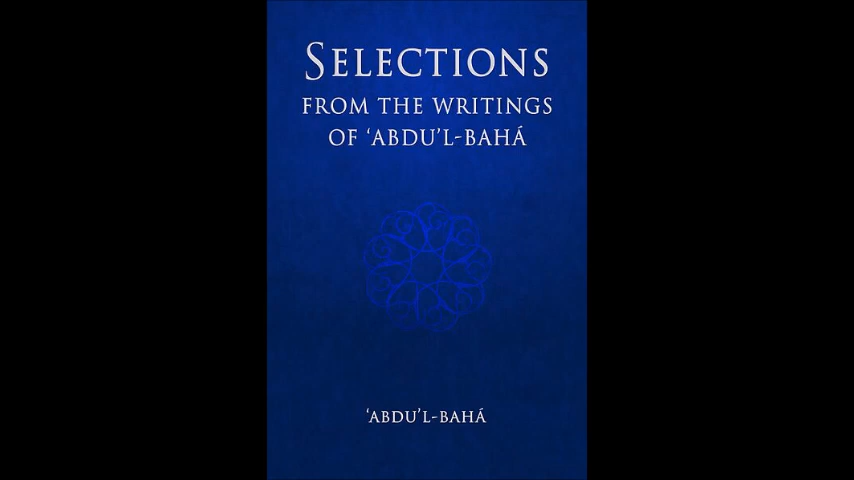 SELECTIONS
FROM THE WRITINGS
OF ‘ABDU’L-BAHÁ
‘ABDU’L-BAHÁ